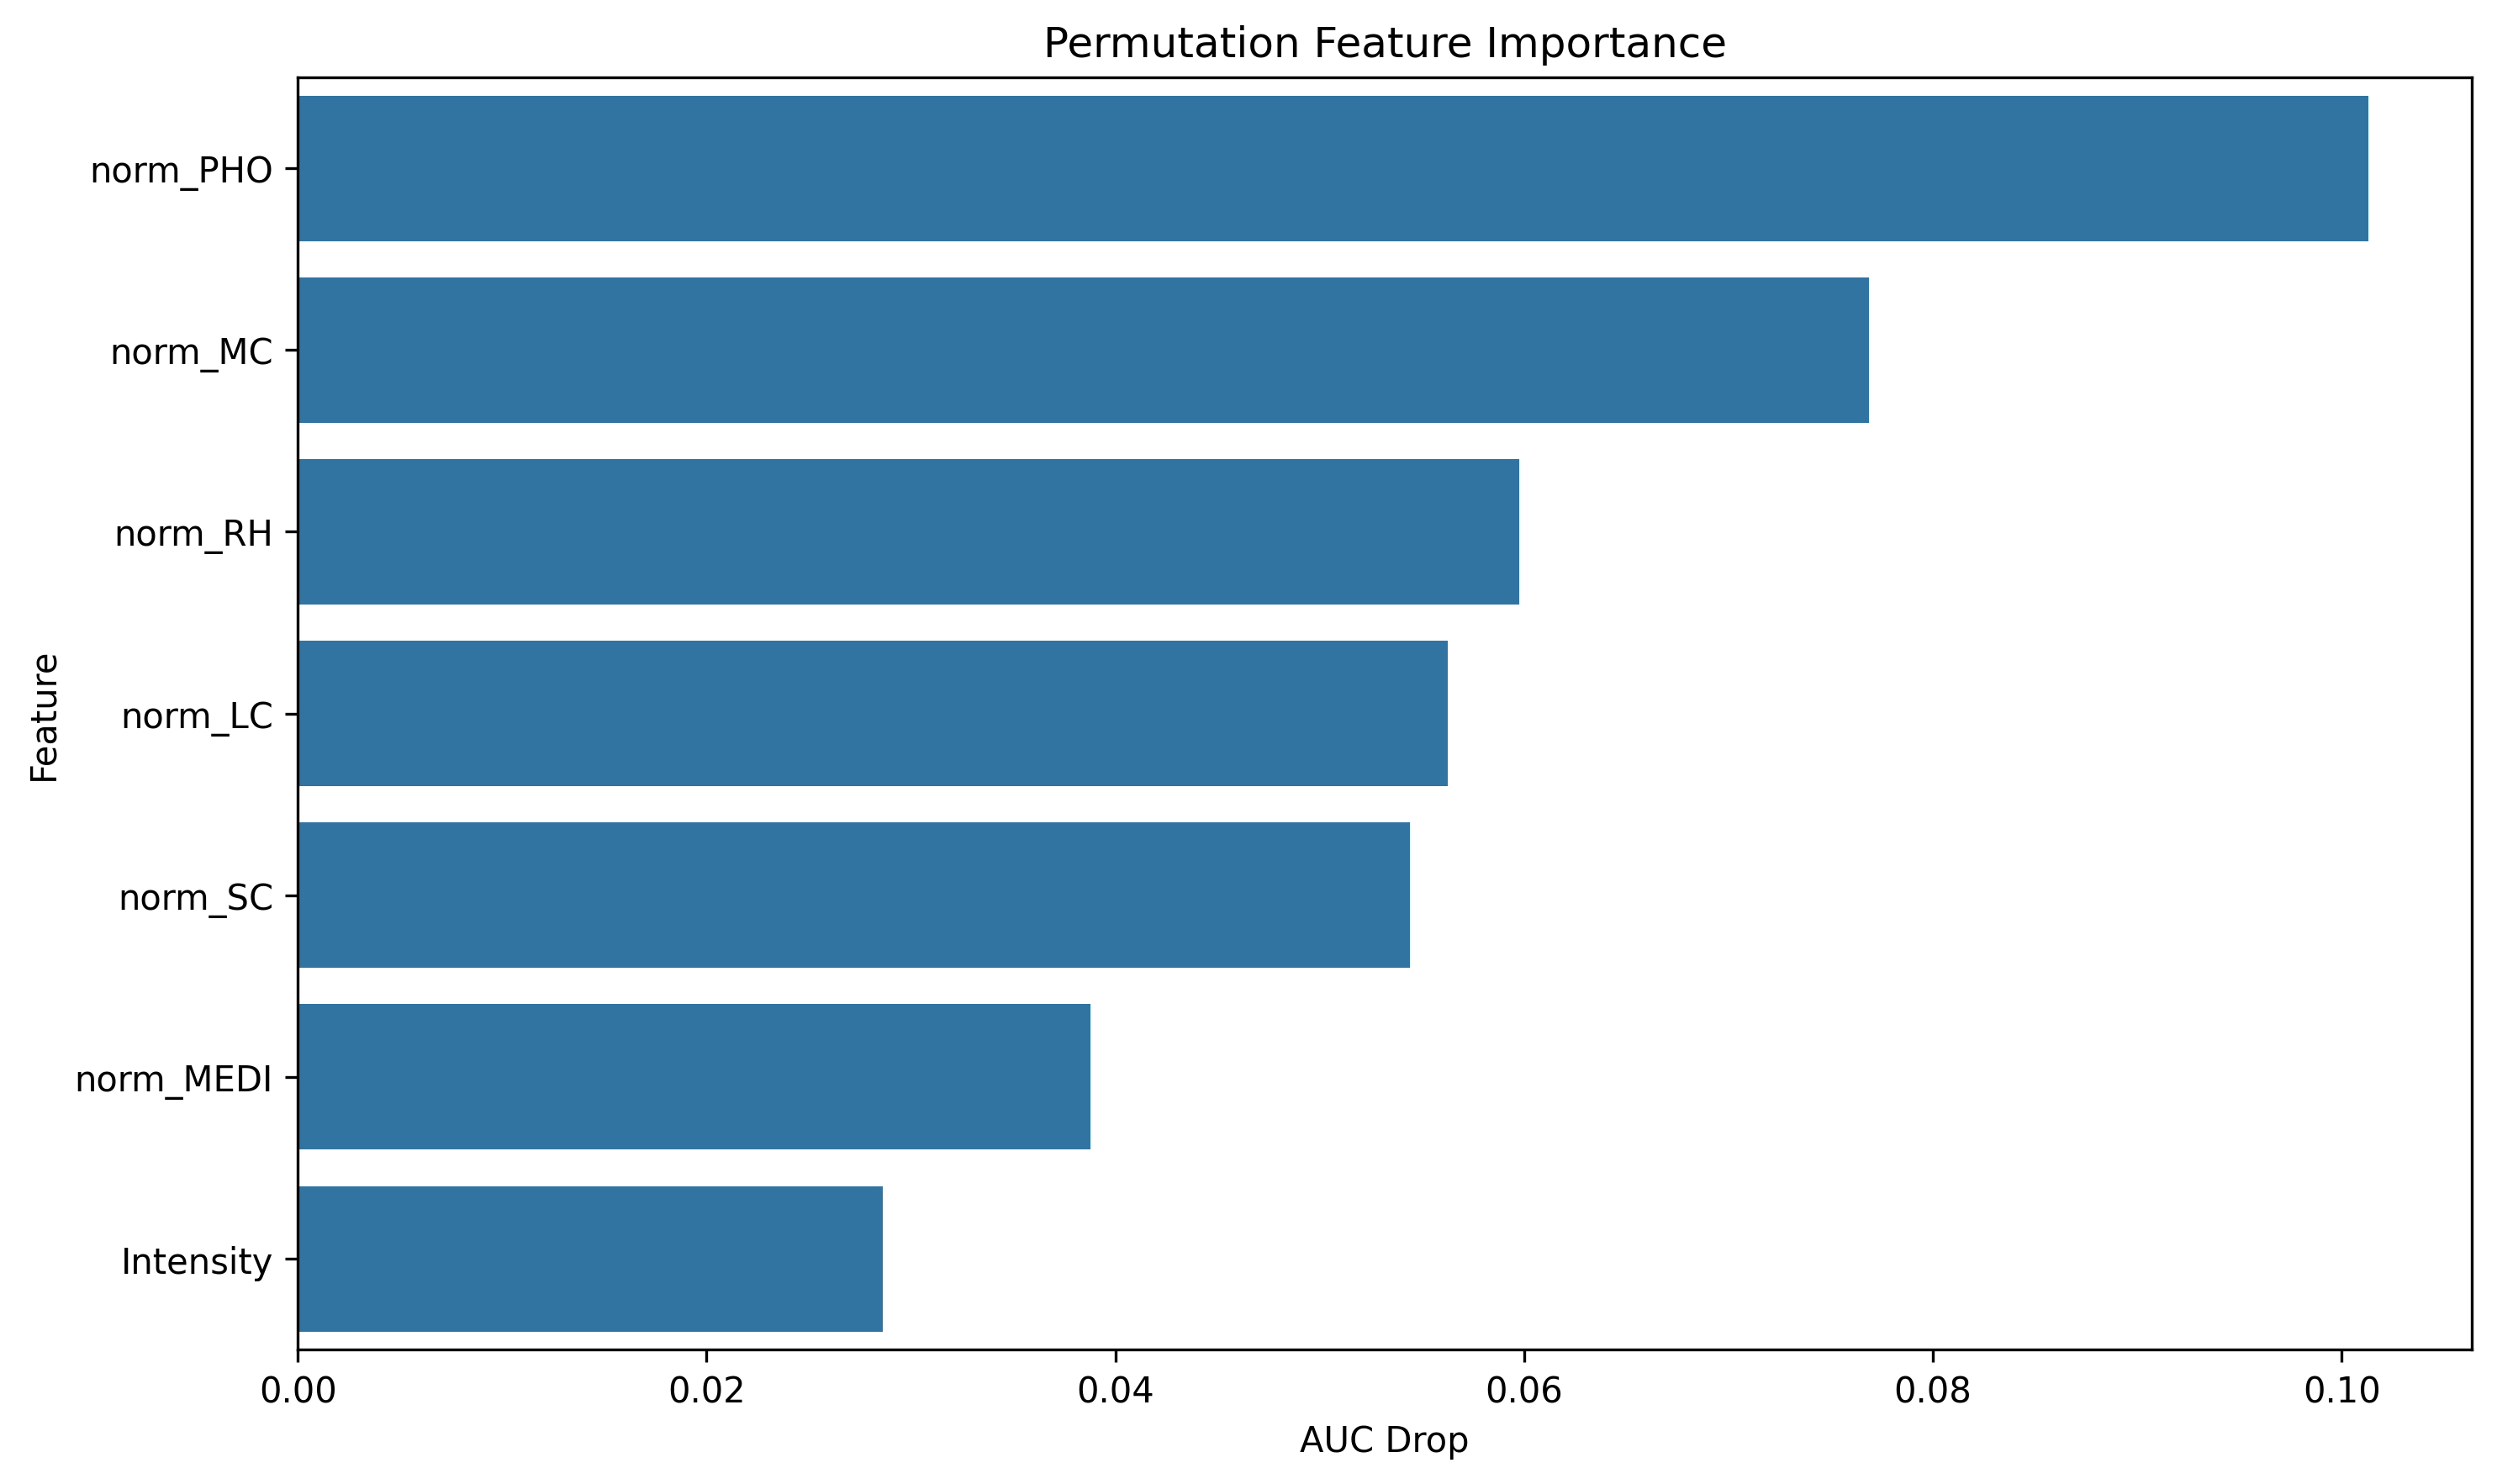 Permutation Feature Importance
Feature
norm_PHO
norm_MC
norm_RH
norm_LC
norm_SC
norm_MEDI
Intensity
0.00 0.02 0.04 0.06 0.08 0.10
AUC Drop